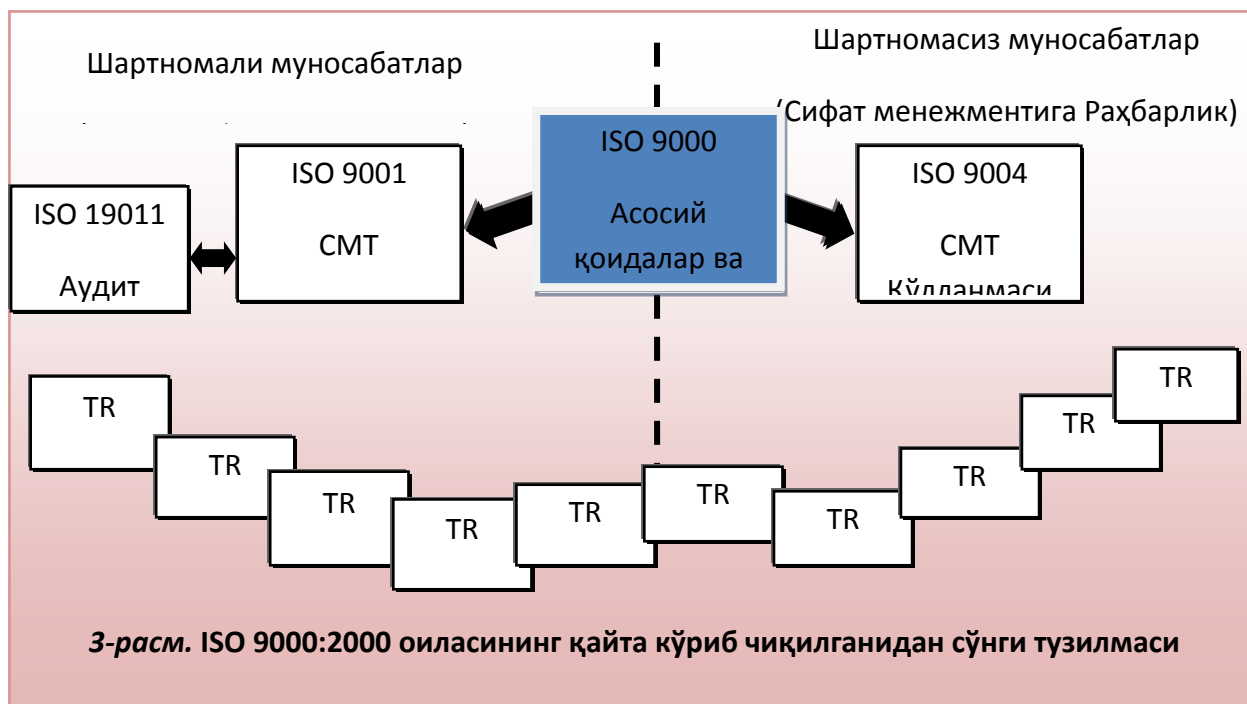 Шартномали муносабатлар
Шартномасиз муносабатлар
(Сифат менежментига Раҳбарлик)
ISO 9000
Асосий
қоидалар ва
ISO 9001
СМТ
ISO 19011
Аудит
ISO 9004
СМТ
Қўлланмаси
TR
TR
TR
TR
TR
TR
TR
TR
TR
TR
3-расм. ISO 9000:2000 оиласининг қайта кўриб чиқилганидан сўнги тузилмаси